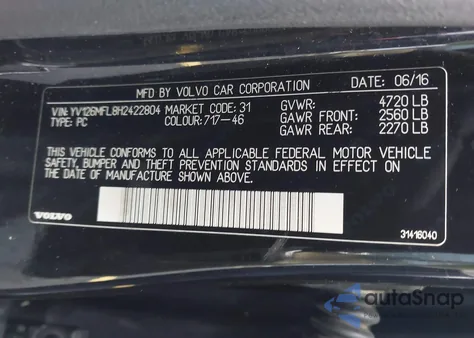 MFD BY VOLVO CAR CORPORATION DATE: 06/16
VIN: YV126MFL8H2422804 MARKET CODE: 31 GVWR: 4720 LB
TYPE: PC COLOUR: 717-46 GAWR FRONT: 2560 LB
GAWR REAR: 2270 LB
THIS VEHICLE CONFORMS TO ALL APPLICABLE FEDERAL MOTOR VEHICLE
SAFETY, BUMPER AND THEFT PREVENTION STANDARDS IN EFFECT ON
THE DATE OF MANUFACTURE SHOWN ABOVE.
VOLVO 31416040
autoSnap